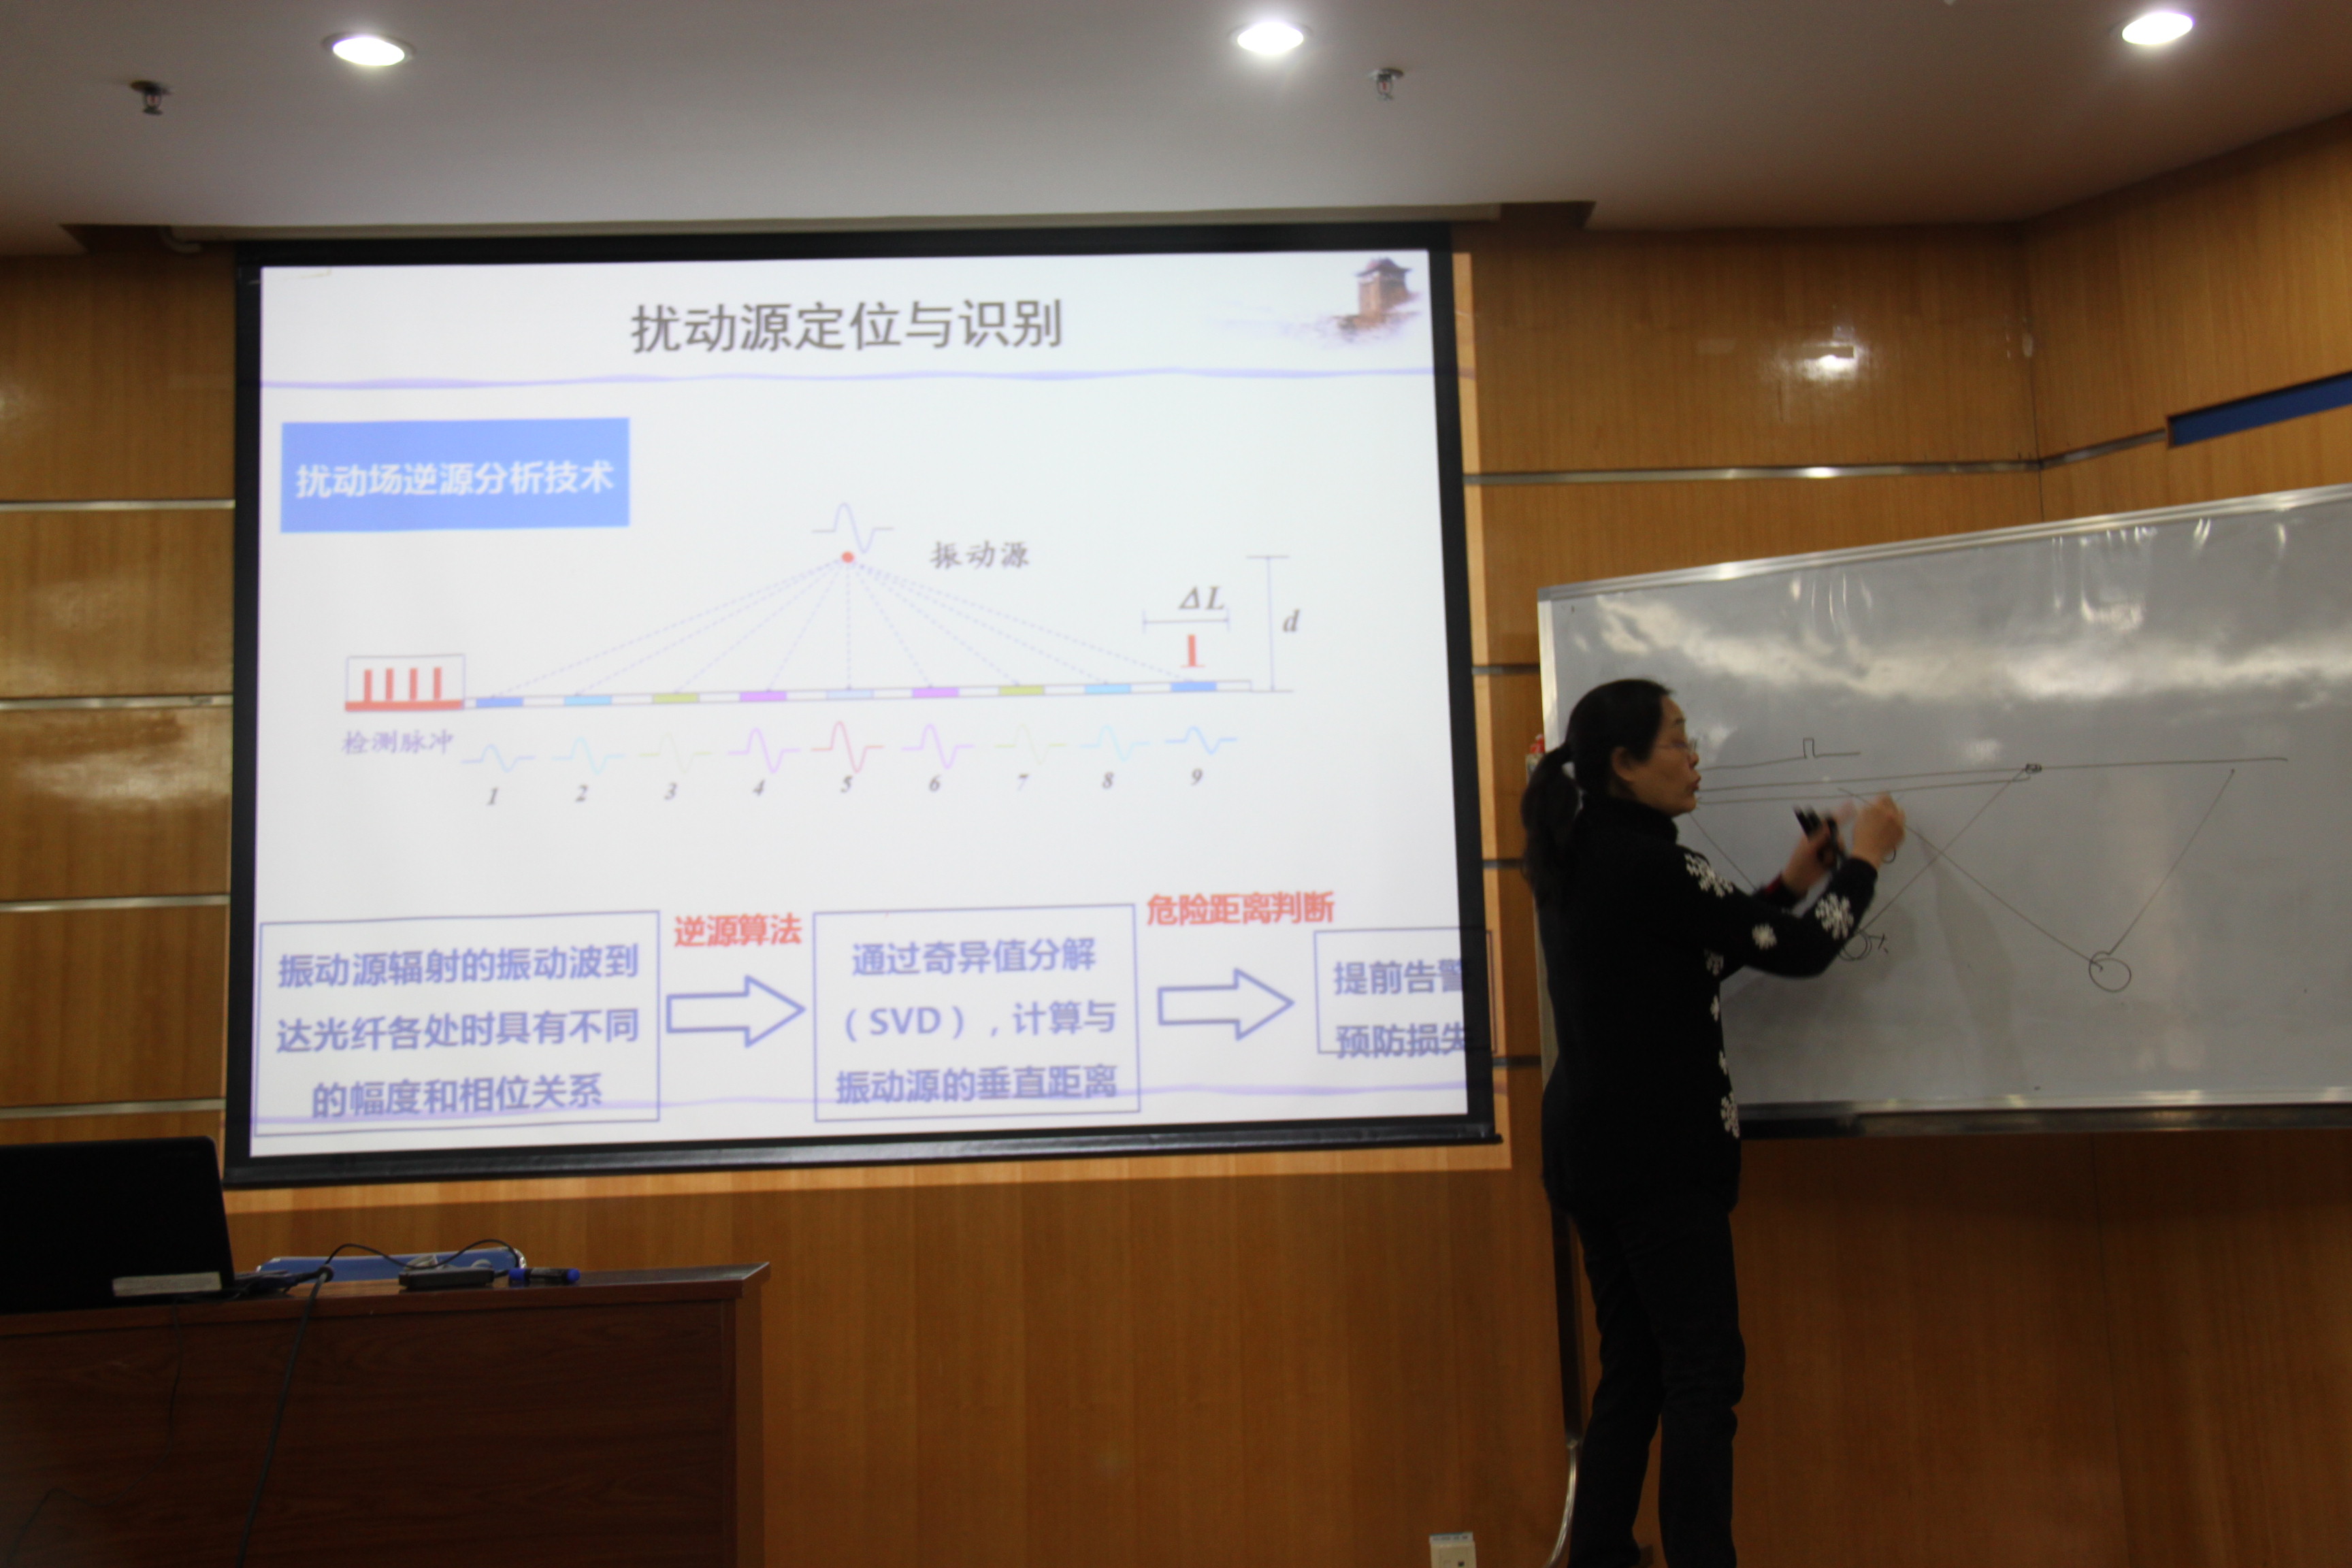 扰动源定位与识别
扰动场逆源分析技术
振动源
ΔL
d
检测脉冲
1 2 3 4 5 6 7 8 9
振动源辐射的振动波到
达光纤各处时具有不同
的幅度和相位关系
逆源算法
通过奇异值分解
（SVD），计算与
振动源的垂直距离
危险距离判断
提前告警
预防损失